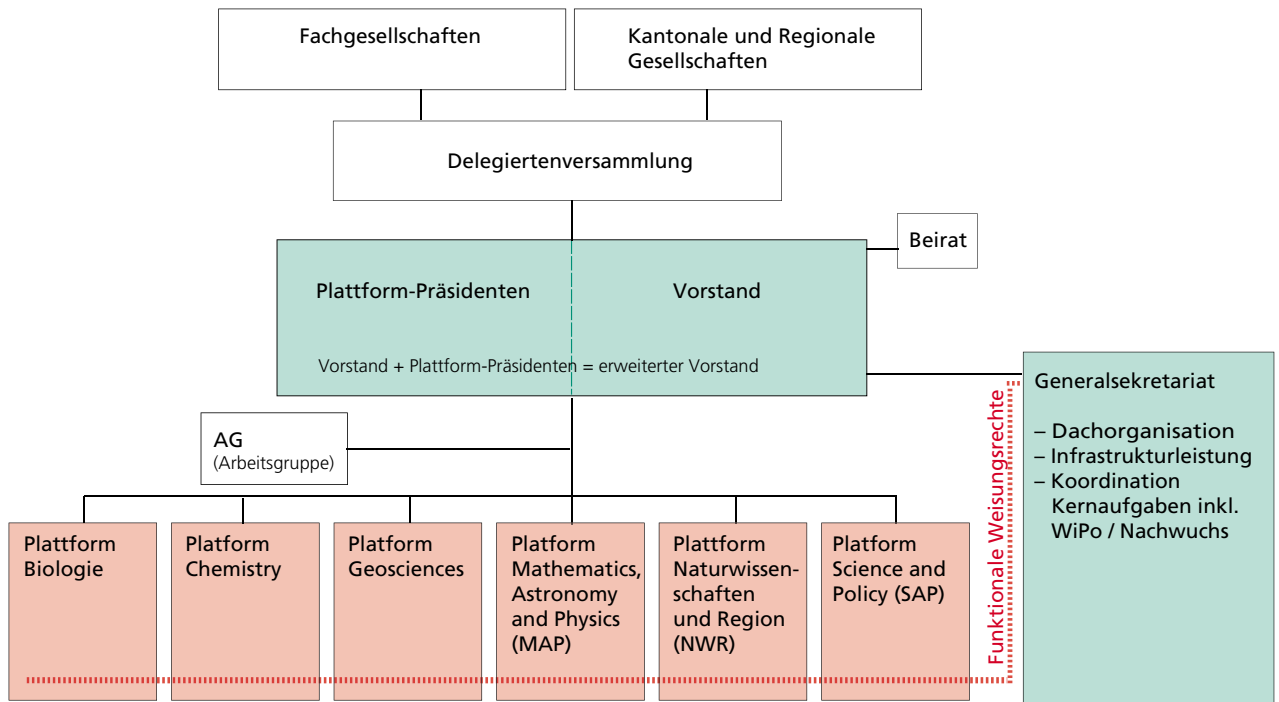 Fachgesellschaften
Kantonale und Regionale
Gesellschaften
Delegiertenversammlung
Beirat
Plattform-Präsidenten
Vorstand
Vorstand + Plattform-Präsidenten = erweiterter Vorstand
Generalsekretariat
– Dachorganisation
– Infrastrukturleistung
– Koordination
Kernaufgaben inkl.
WiPo / Nachwuchs
Funktionale Weisungsrechte
AG
(Arbeitsgruppe)
Plattform
Biologie
Platform
Chemistry
Platform
Geosciences
Platform
Mathematics,
Astronomy
and Physics
(MAP)
Plattform
Naturwissen-
schaften
und Region
(NWR)
Platform
Science and
Policy (SAP)